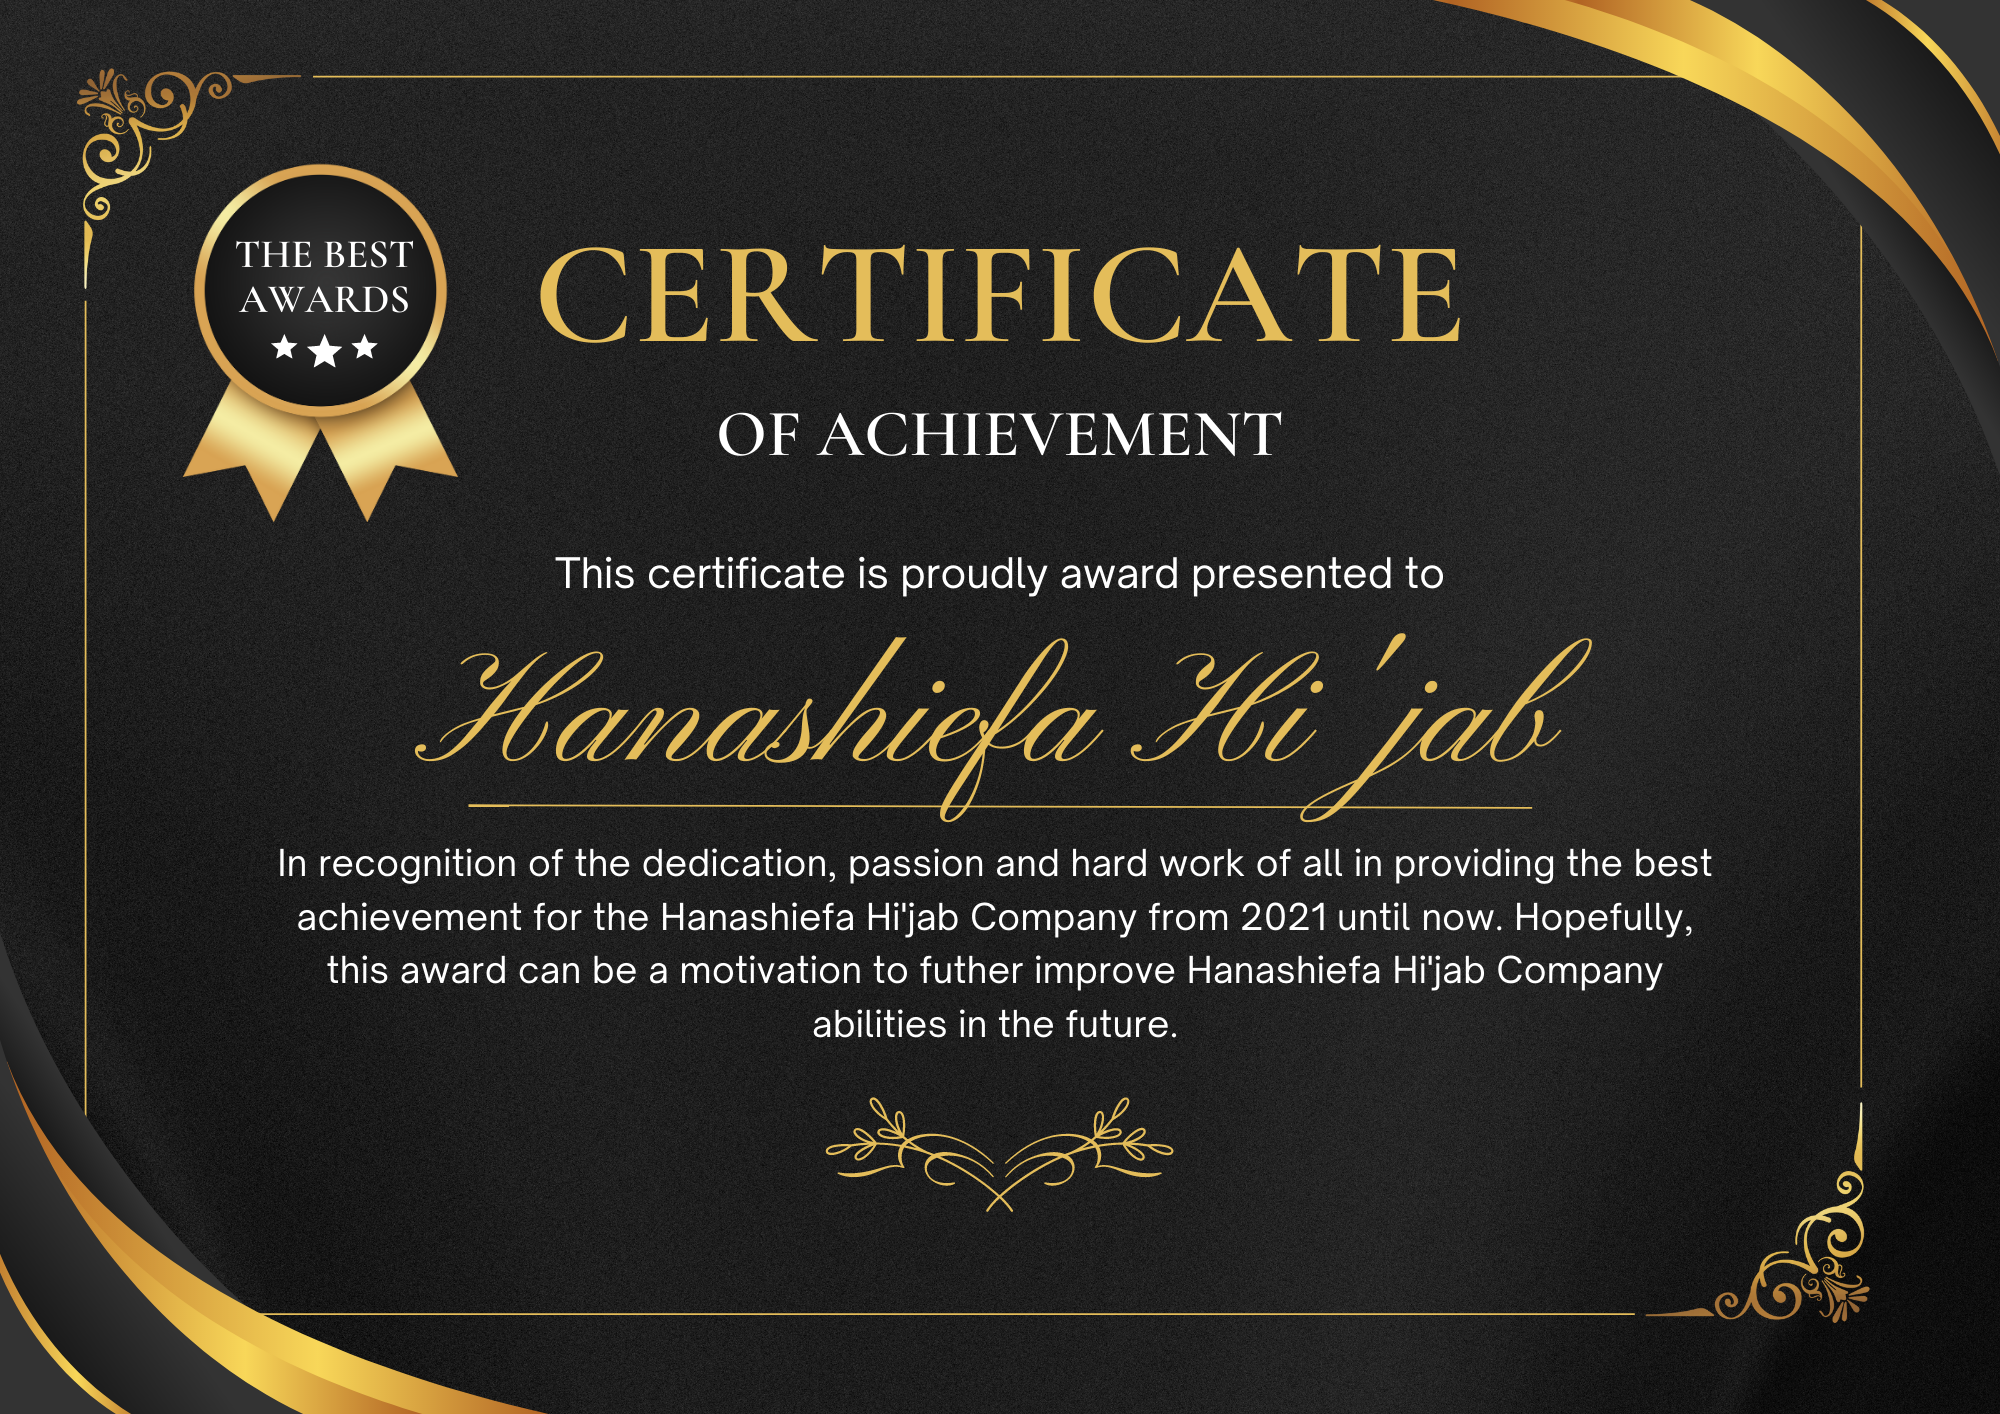 THE BEST
AWARDS
CERTIFICATE
OF ACHIEVEMENT
This certificate is proudly award presented to
Hanashiefa Hi'jab
In recognition of the dedication, passion and hard work of all in providing the best
achievement for the Hanashiefa Hi'jab Company from 2021 until now. Hopefully,
this award can be a motivation to futher improve Hanashiefa Hi'jab Company
abilities in the future.